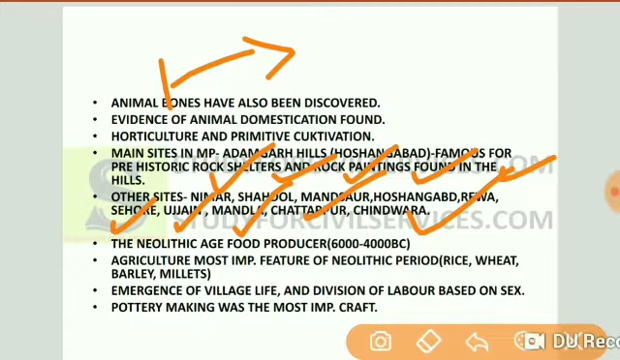 • ANIMAL BONES HAVE ALSO BEEN DISCOVERED.
• EVIDENCE OF ANIMAL DOMESTICATION FOUND.
• HORTICULTURE AND PRIMITIVE CUKTIVATION.
• MAIN SITES IN MP- ADAMGARH HILLS (HOSHANGABAD)-FAMOUS FOR
PRE HISTORIC ROCK SHELTERS AND ROCK PAINTINGS FOUND IN THE
HILLS.
• OTHER SITES- NIMAR, SHAHDOL, MANDSAUR,HOSHANGABD,REWA,
SEHORE, UJJAIN, MANDLA, CHATTARPUR, CHINDWARA.
STUDYFORCIVILSERVICES.COM
• THE NEOLITHIC AGE FOOD PRODUCER(6000-4000BC)
• AGRICULTURE MOST IMP. FEATURE OF NEOLITHIC PERIOD(RICE, WHEAT,
BARLEY, MILLETS)
• EMERGENCE OF VILLAGE LIFE, AND DIVISION OF LABOUR BASED ON SEX.
• POTTERY MAKING WAS THE MOST IMP. CRAFT.
DU Reco